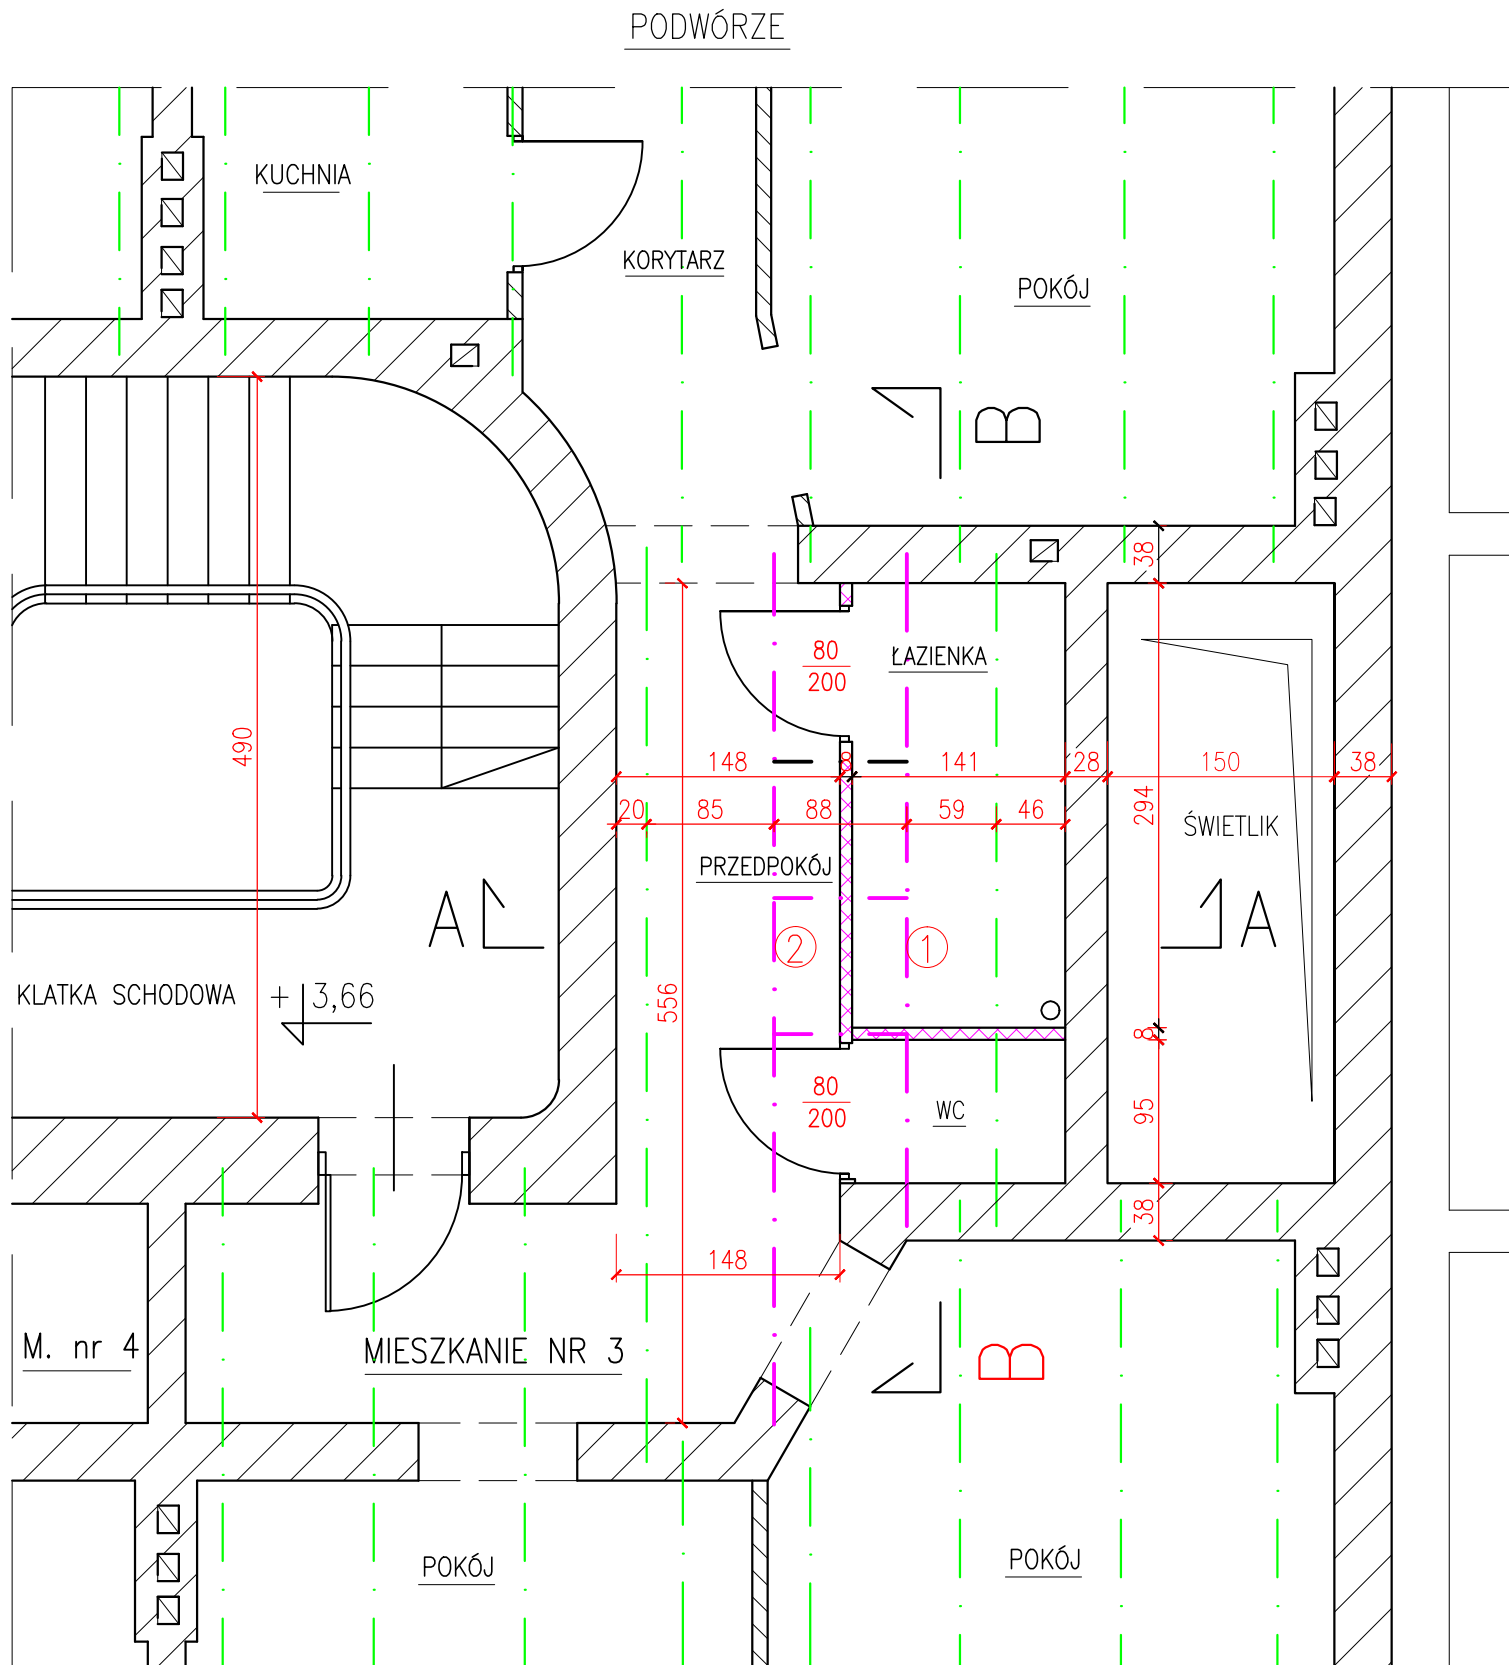 PODWÓRZE
KUCHNIA
KORYTARZ
POKÓJ
B
38
80
200
ŁAZIENKA
490
148
8
141
28
150
38
20
85
88
59
46
294
ŚWIETLIK
PRZEDPOKÓJ
A
2
1
A
KLATKA SCHODOWA
+ 3,66
556
8
80
200
WC
95
38
148
M. nr 4
MIESZKANIE NR 3
B
POKÓJ
POKÓJ